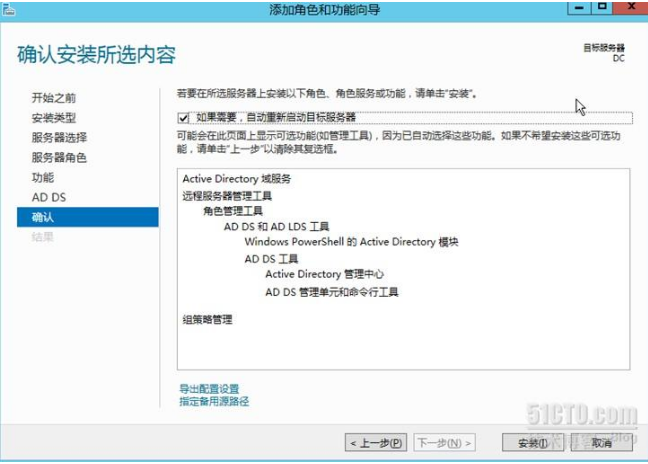 添加角色和功能向导
确认安装所选内容
目标服务器
DC
开始之前
安装类型
服务器选择
服务器角色
功能
AD DS
确认
结果
若要在所选服务器上安装以下角色、角色服务或功能，请单击"安装"。
如果需要，自动重新启动目标服务器
可能会在此页面上显示可选功能(如管理工具)，因为已自动选择这些功能。如果不希望安装这些可选功
能，请单击"上一步"以清除其复选框。
Active Directory 域服务
远程服务器管理工具
角色管理工具
AD DS 和 AD LDS 工具
Windows PowerShell 的 Active Directory 模块
AD DS 工具
Active Directory 管理中心
AD DS 管理单元和命令行工具
组策略管理
导出配置设置
指定备用源路径
51CTO.com
技术博客 Blog
< 上一步(P)
下一步(N) >
安装(I)
取消